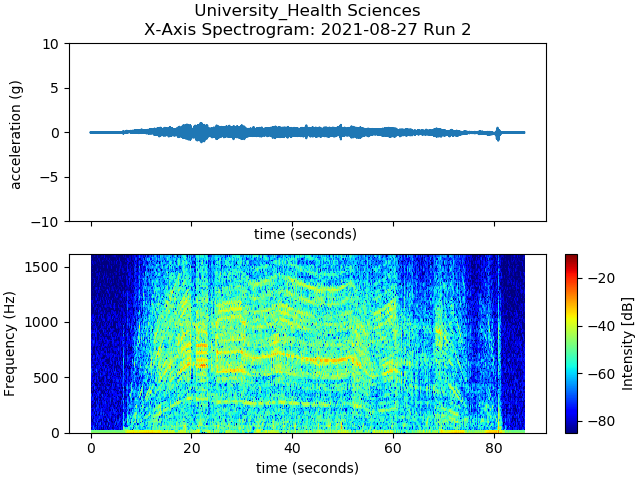 University_Health Sciences
X-Axis Spectrogram: 2021-08-27 Run 2
10
5
0
−5
−10
acceleration (g)
time (seconds)
1500
1000
500
0
Frequency (Hz)
0 20 40 60 80
time (seconds)
−20
−40
−60
−80
Intensity [dB]